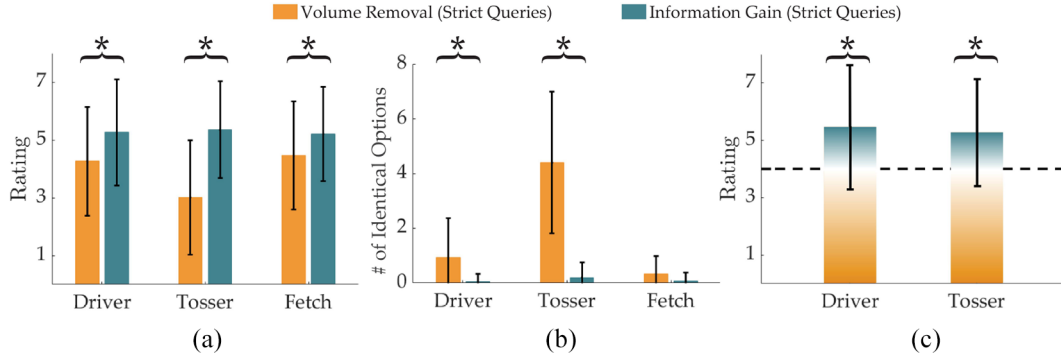 Volume Removal (Strict Queries) Information Gain (Strict Queries)
* * *
7
5
3
1
Rating
Driver Tosser Fetch
(a)
* *
8
6
4
2
0
# of Identical Options
Driver Tosser Fetch
(b)
* *
7
5
3
1
Rating
Driver Tosser
(c)